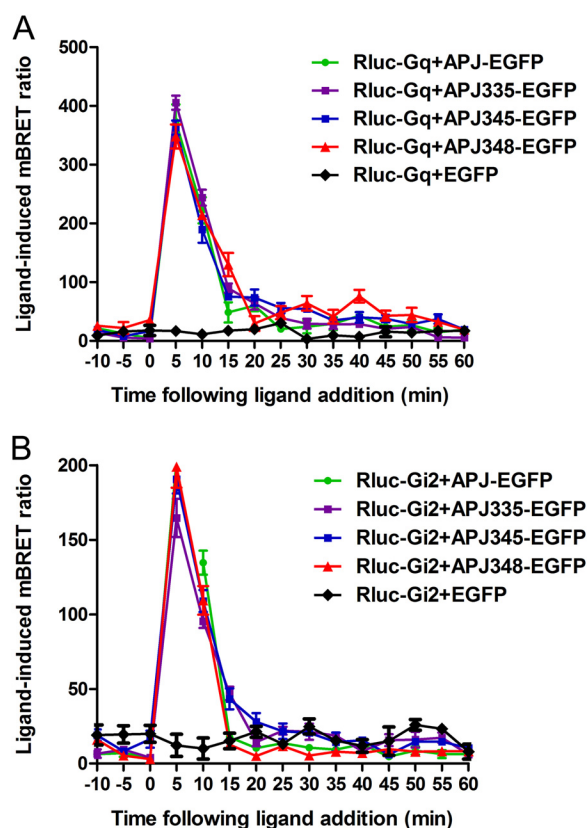 A
Ligand-induced mBRET ratio
500
400
300
200
100
0
Rluc-Gq+APJ-EGFP
Rluc-Gq+APJ335-EGFP
Rluc-Gq+APJ345-EGFP
Rluc-Gq+APJ348-EGFP
Rluc-Gq+EGFP
-10 -5 0 5 10 15 20 25 30 35 40 45 50 55 60
Time following ligand addition (min)
B
Ligand-induced mBRET ratio
200
150
100
50
0
Rluc-Gi2+APJ-EGFP
Rluc-Gi2+APJ335-EGFP
Rluc-Gi2+APJ345-EGFP
Rluc-Gi2+APJ348-EGFP
Rluc-Gi2+EGFP
-10 -5 0 5 10 15 20 25 30 35 40 45 50 55 60
Time following ligand addition (min)